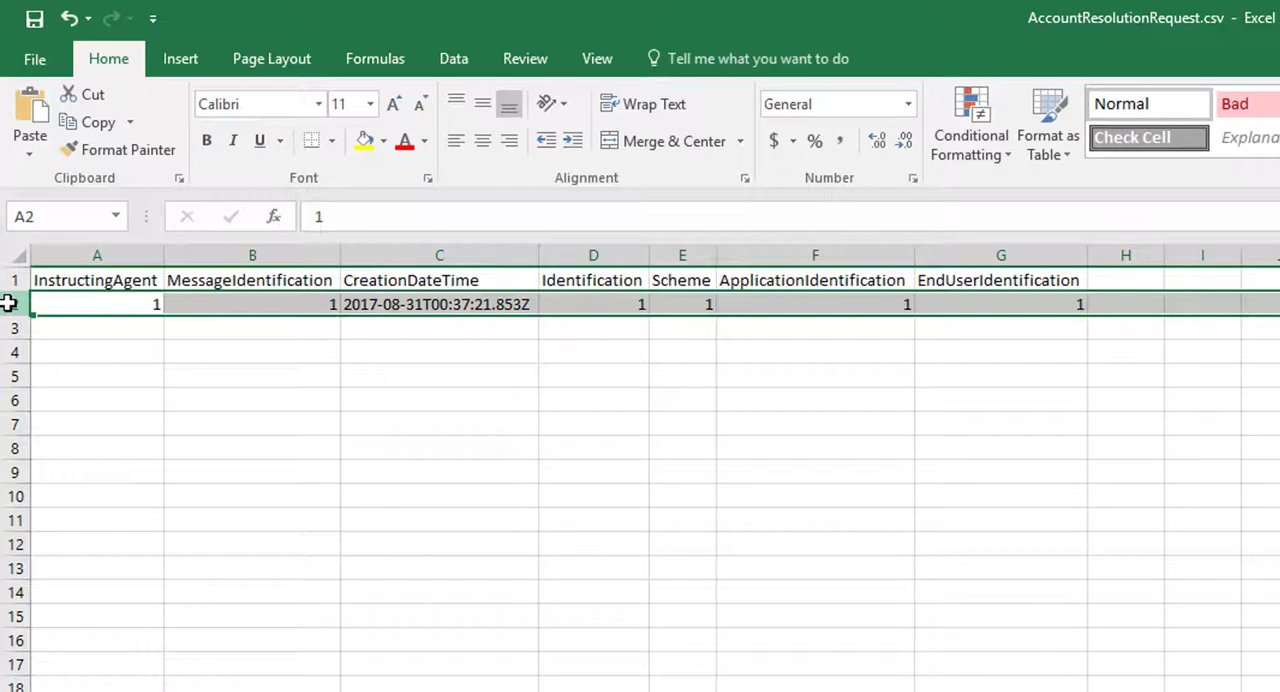 AccountResolutionRequest.csv - Excel
File Home Insert Page Layout Formulas Data Review View Tell me what you want to do
Paste
Cut
Copy
Format Painter
Clipboard
Calibri 11 A A
B I U A
Font
Wrap Text
Merge & Center
Alignment
General
$ % , .00 .0
Number
Conditional Formatting
Format as Table
Normal Bad
Check Cell Explana
A2 fx 1
A B C D E F G H I
1 InstructingAgent MessageIdentification CreationDateTime Identification Scheme ApplicationIdentification EndUserIdentification
1 1 2017-08-31T00:37:21.853Z 1 1 1 1
3
4
5
6
7
8
9
10
11
12
13
14
15
16
17
18